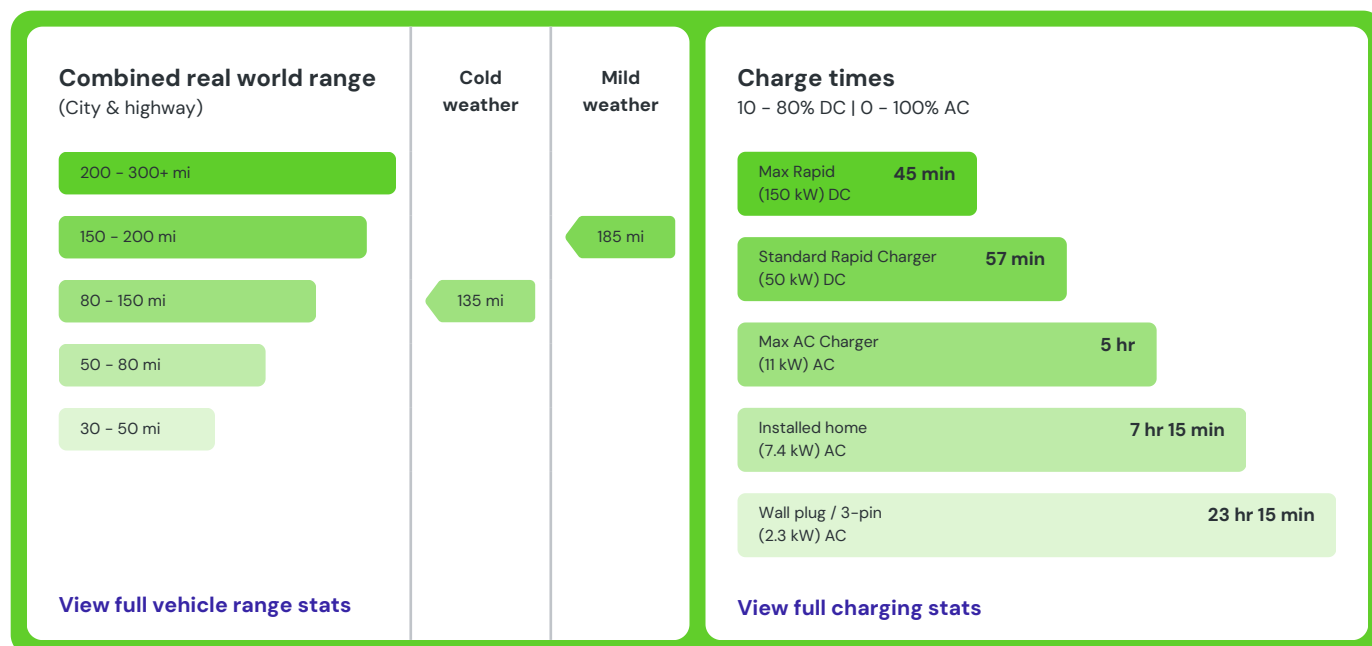 Combined real world range
(City & highway)
Cold
weather
Mild
weather
200 - 300+ mi
150 - 200 mi
185 mi
80 - 150 mi
135 mi
50 - 80 mi
30 - 50 mi
View full vehicle range stats
Charge times
10 - 80% DC | 0 - 100% AC
Max Rapid
(150 kW) DC
45 min
Standard Rapid Charger
(50 kW) DC
57 min
Max AC Charger
(11 kW) AC
5 hr
Installed home
(7.4 kW) AC
7 hr 15 min
Wall plug / 3-pin
(2.3 kW) AC
23 hr 15 min
View full charging stats